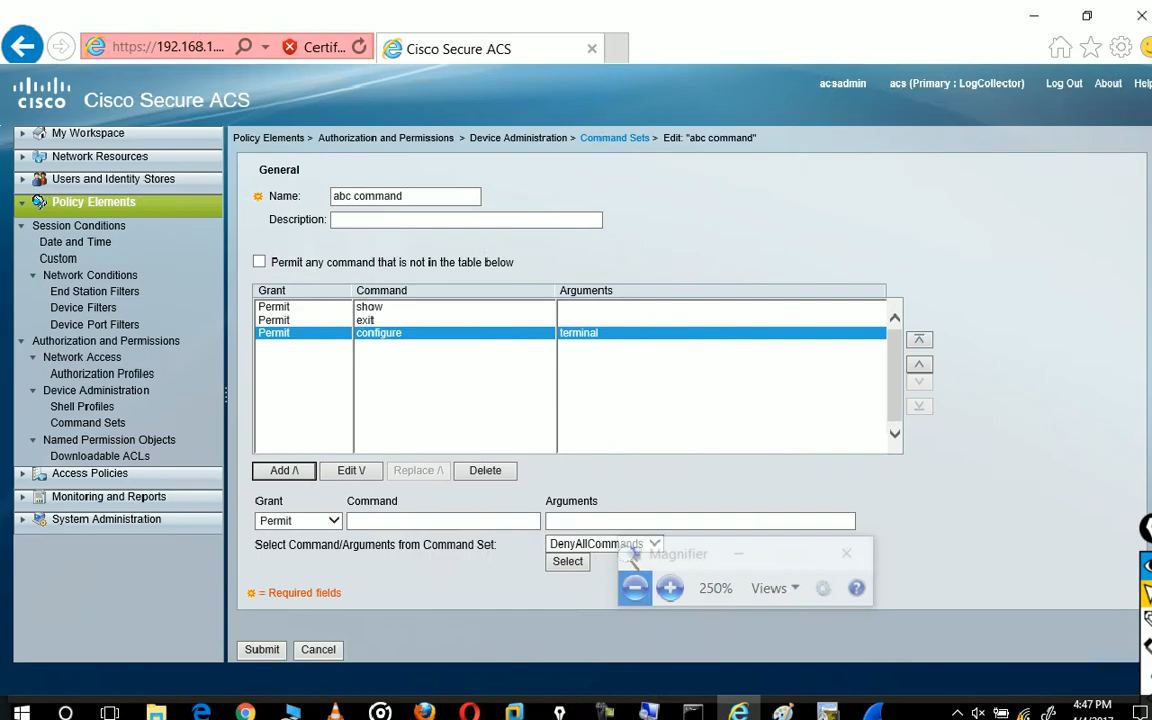 https://192.168.1.... Certif... Cisco Secure ACS
CISCO Cisco Secure ACS
acsadmin acs (Primary : LogCollector) Log Out About Help
My Workspace
Network Resources
Users and Identity Stores
Policy Elements
Session Conditions
Date and Time
Custom
Network Conditions
End Station Filters
Device Filters
Device Port Filters
Authorization and Permissions
Network Access
Authorization Profiles
Device Administration
Shell Profiles
Command Sets
Named Permission Objects
Downloadable ACLs
Access Policies
Monitoring and Reports
System Administration
Policy Elements > Authorization and Permissions > Device Administration > Command Sets > Edit: "abc command"
General
Name: abc command
Description:
Permit any command that is not in the table below
Grant Command Arguments
Permit show
Permit exit
Permit configure terminal
Add /\ Edit \/ Replace /\ Delete
Grant Command Arguments
Permit
Select Command/Arguments from Command Set: DenyAllCommands
Select
Magnifier
250% Views
= Required fields
Submit Cancel
4:47 PM
4/4/2017